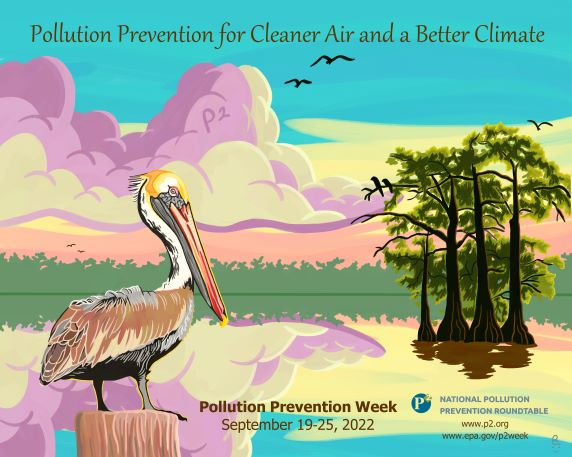 Pollution Prevention for Cleaner Air and a Better Climate
P2
Pollution Prevention Week
September 19-25, 2022
P2
NATIONAL POLLUTION
PREVENTION ROUNDTABLE
www.p2.org
www.epa.gov/p2week